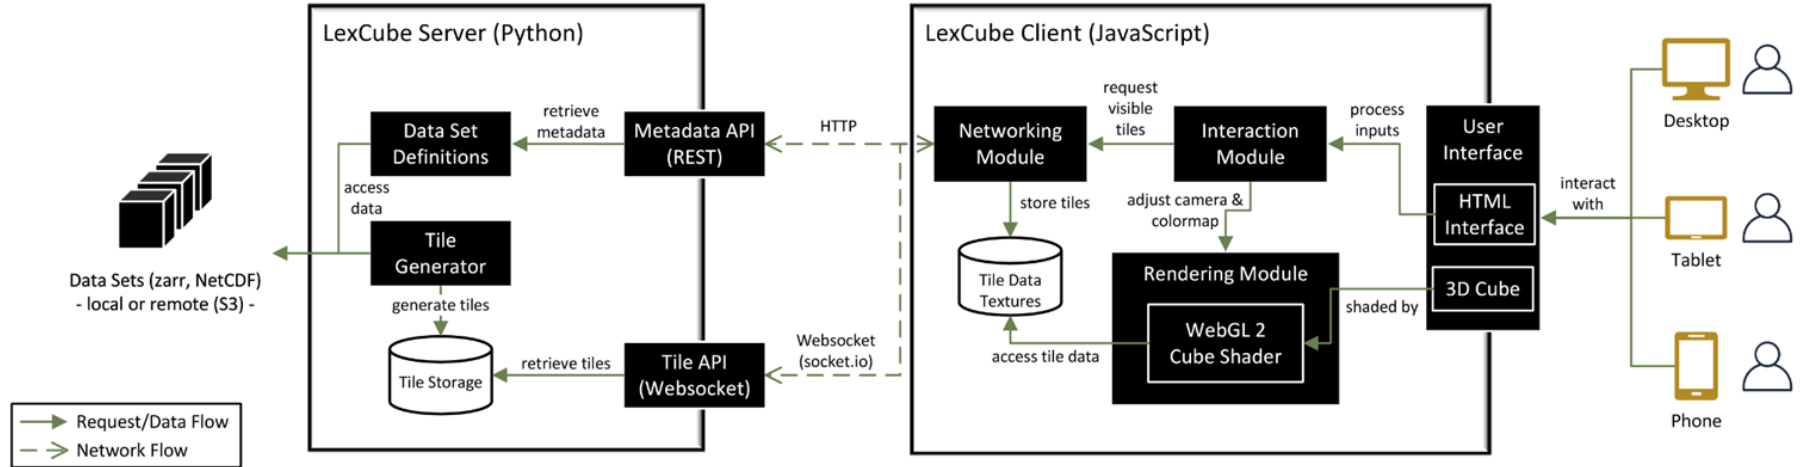 LexCube Server (Python)
retrieve
metadata
Data Set
Definitions
Metadata API
(REST)
access
data
Tile
Generator
generate tiles
Tile Storage
retrieve tiles
Tile API
(Websocket)
Data Sets (zarr, NetCDF)
- local or remote (S3) -
Request/Data Flow
Network Flow
HTTP
Websocket
(socket.io)
LexCube Client (JavaScript)
Networking
Module
request
visible
tiles
Interaction
Module
process
inputs
User
Interface
HTML
Interface
3D Cube
store tiles
adjust camera &
colormap
Tile Data
Textures
Rendering Module
WebGL 2
Cube Shader
access tile data
shaded by
interact
with
Desktop
Tablet
Phone